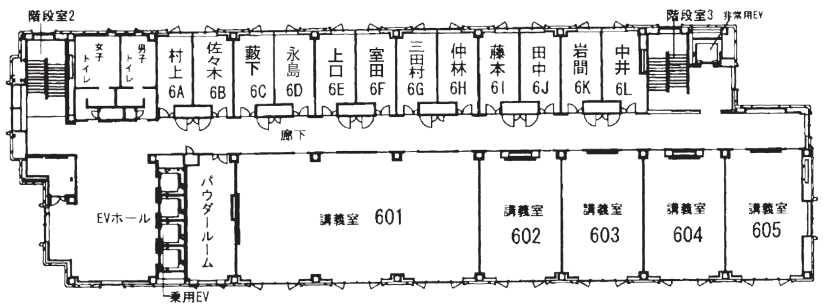 階段室2
階段室3
非常用EV
女子
トイレ
男子
トイレ
村上
6A
佐々木
6B
藪下
6C
永島
6D
上口
6E
室田
6F
三田村
6G
仲林
6H
藤本
6I
田中
6J
岩間
6K
中井
6L
廊下
EVホール
パウダールーム
講義室 601
講義室
602
講義室
603
講義室
604
講義室
605
乗用EV